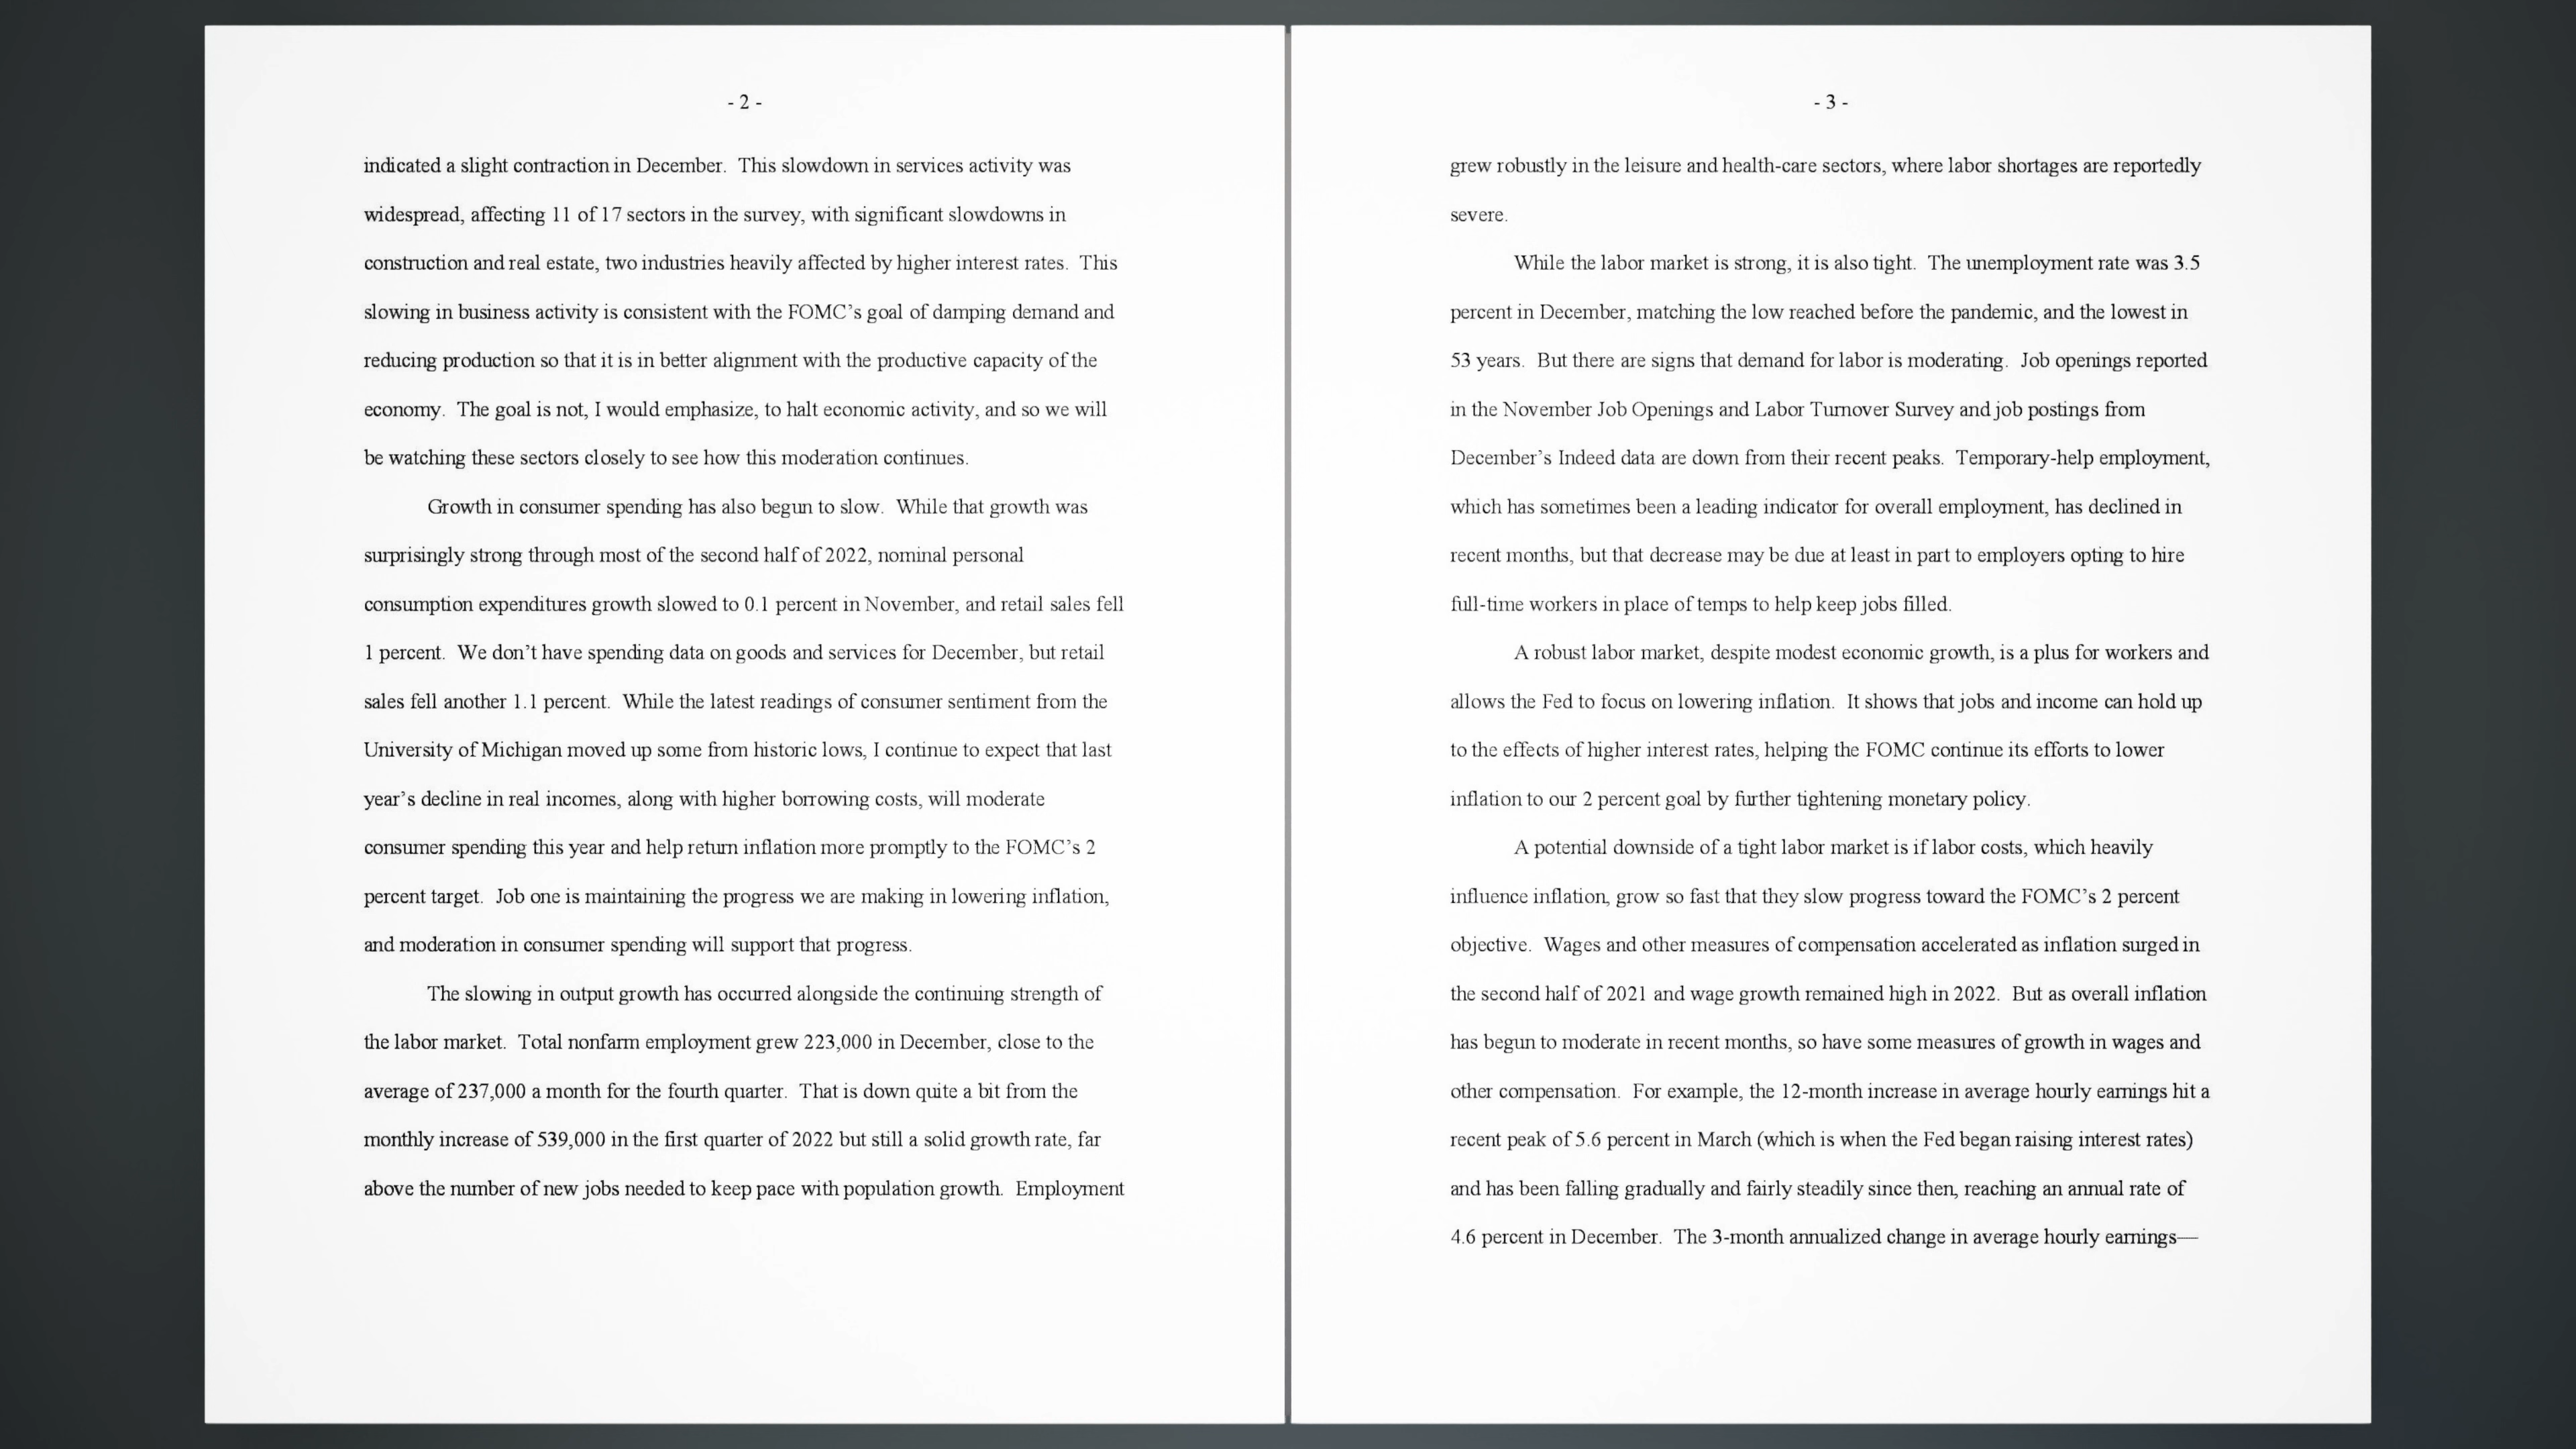 - 2 -
indicated a slight contraction in December. This slowdown in services activity was
widespread, affecting 11 of 17 sectors in the survey, with significant slowdowns in
construction and real estate, two industries heavily affected by higher interest rates. This
slowing in business activity is consistent with the FOMC’s goal of damping demand and
reducing production so that it is in better alignment with the productive capacity of the
economy. The goal is not, I would emphasize, to halt economic activity, and so we will
be watching these sectors closely to see how this moderation continues.
Growth in consumer spending has also begun to slow. While that growth was
surprisingly strong through most of the second half of 2022, nominal personal
consumption expenditures growth slowed to 0.1 percent in November, and retail sales fell
1 percent. We don’t have spending data on goods and services for December, but retail
sales fell another 1.1 percent. While the latest readings of consumer sentiment from the
University of Michigan moved up some from historic lows, I continue to expect that last
year’s decline in real incomes, along with higher borrowing costs, will moderate
consumer spending this year and help return inflation more promptly to the FOMC’s 2
percent target. Job one is maintaining the progress we are making in lowering inflation,
and moderation in consumer spending will support that progress.
The slowing in output growth has occurred alongside the continuing strength of
the labor market. Total nonfarm employment grew 223,000 in December, close to the
average of 237,000 a month for the fourth quarter. That is down quite a bit from the
monthly increase of 539,000 in the first quarter of 2022 but still a solid growth rate, far
above the number of new jobs needed to keep pace with population growth. Employment
- 3 -
grew robustly in the leisure and health-care sectors, where labor shortages are reportedly
severe.
While the labor market is strong, it is also tight. The unemployment rate was 3.5
percent in December, matching the low reached before the pandemic, and the lowest in
53 years. But there are signs that demand for labor is moderating. Job openings reported
in the November Job Openings and Labor Turnover Survey and job postings from
December’s Indeed data are down from their recent peaks. Temporary-help employment,
which has sometimes been a leading indicator for overall employment, has declined in
recent months, but that decrease may be due at least in part to employers opting to hire
full-time workers in place of temps to help keep jobs filled.
A robust labor market, despite modest economic growth, is a plus for workers and
allows the Fed to focus on lowering inflation. It shows that jobs and income can hold up
to the effects of higher interest rates, helping the FOMC continue its efforts to lower
inflation to our 2 percent goal by further tightening monetary policy.
A potential downside of a tight labor market is if labor costs, which heavily
influence inflation, grow so fast that they slow progress toward the FOMC’s 2 percent
objective. Wages and other measures of compensation accelerated as inflation surged in
the second half of 2021 and wage growth remained high in 2022. But as overall inflation
has begun to moderate in recent months, so have some measures of growth in wages and
other compensation. For example, the 12-month increase in average hourly earnings hit a
recent peak of 5.6 percent in March (which is when the Fed began raising interest rates)
and has been falling gradually and fairly steadily since then, reaching an annual rate of
4.6 percent in December. The 3-month annualized change in average hourly earnings—